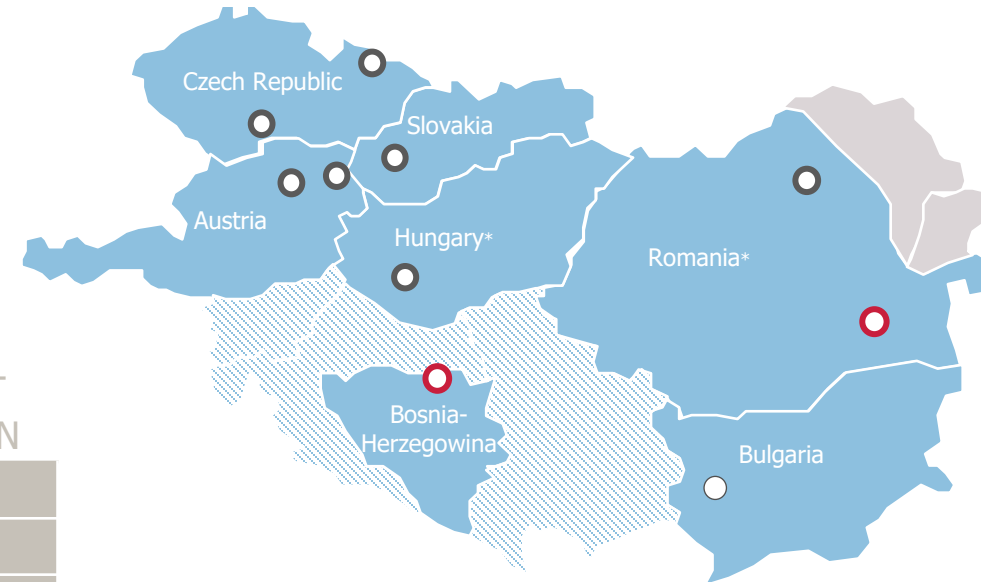 Czech Republic
Slovakia
Austria
Hungary*
Romania*
N
Bosnia-
Herzegowina
Bulgaria